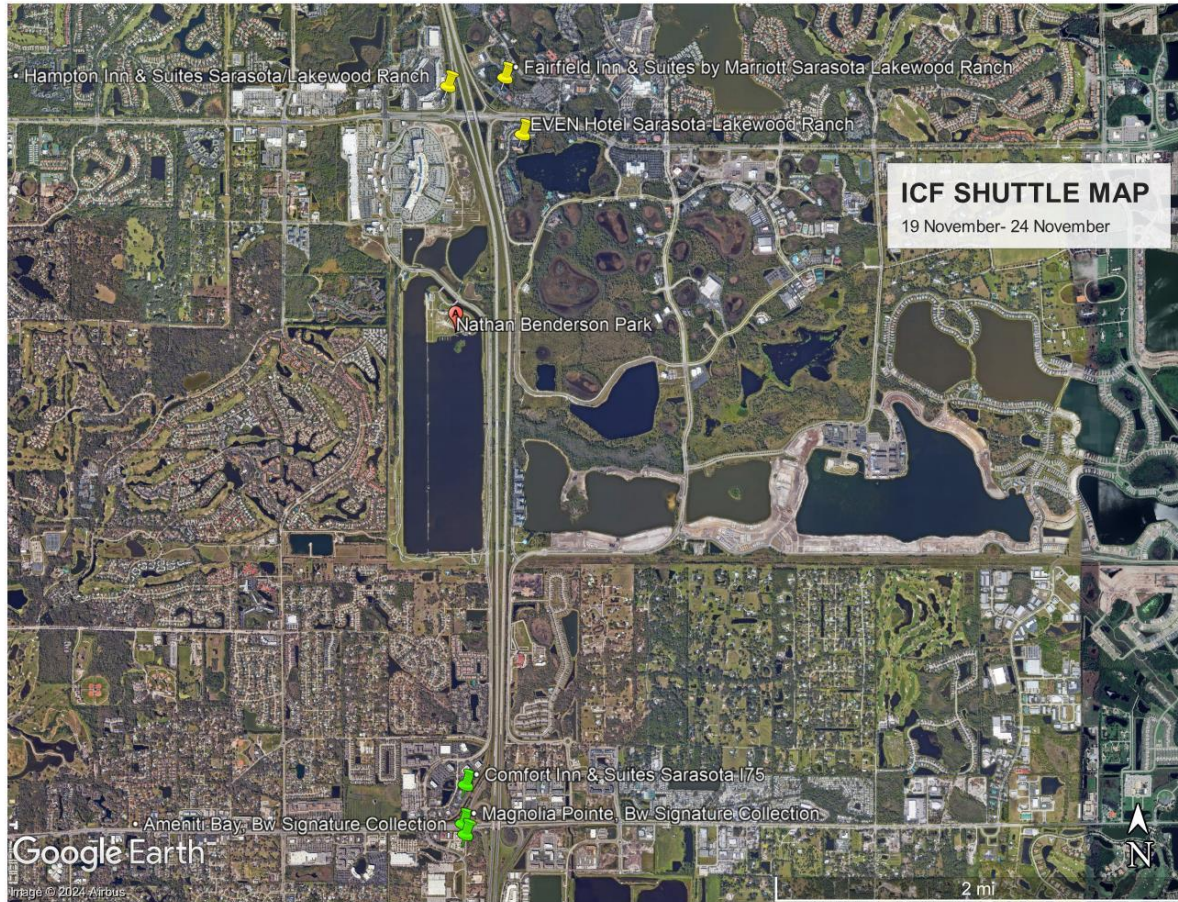 Hampton Inn & Suites Sarasota/Lakewood Ranch
Fairfield Inn & Suites by Marriott Sarasota Lakewood Ranch
EVEN Hotel Sarasota-Lakewood Ranch
ICF SHUTTLE MAP
19 November- 24 November
A
Nathan Benderson Park
Comfort Inn & Suites Sarasota I75
Ameniti Bay, Bw Signature Collection
Magnolia Pointe, Bw Signature Collection
Google Earth
N
Image © 2024 Airbus
2 mi